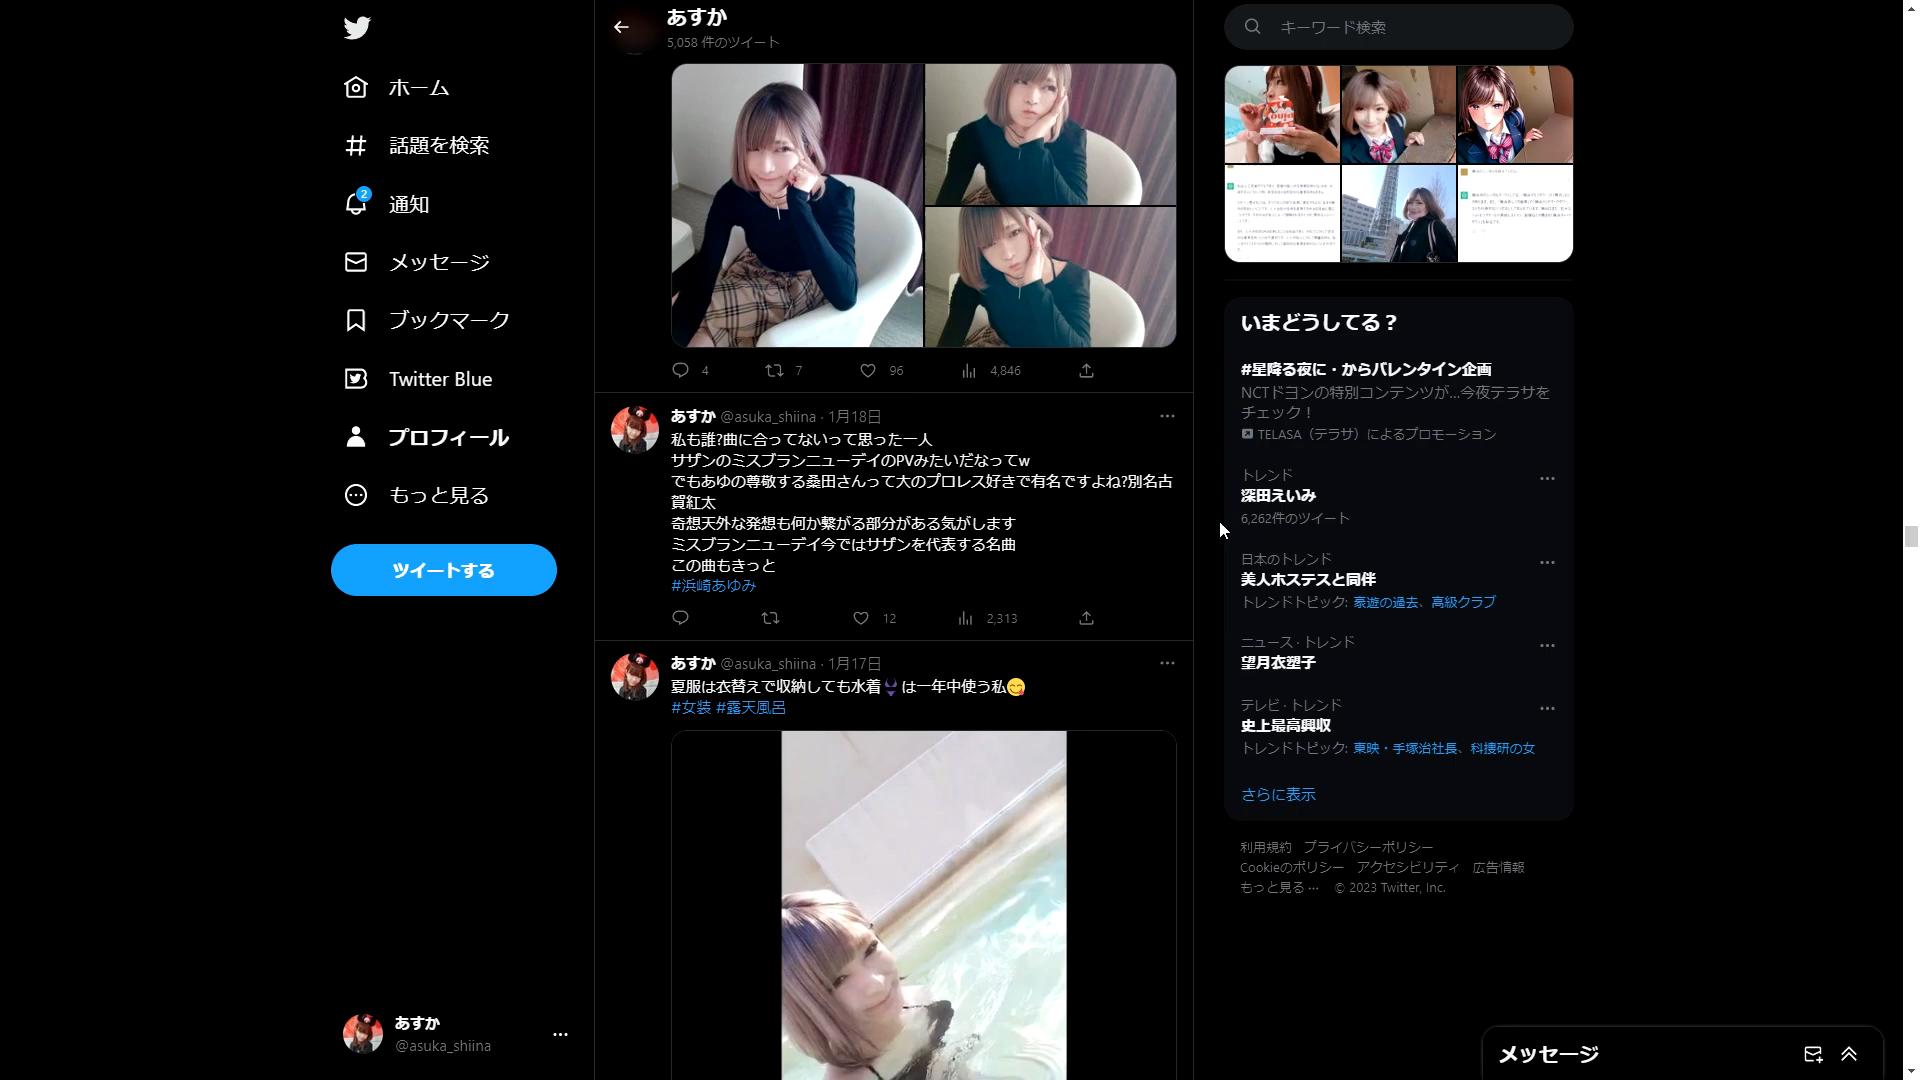 ホーム
話題を検索
2
通知
メッセージ
ブックマーク
Twitter Blue
プロフィール
もっと見る
ツイートする
あすか
@asuka_shiina
あすか
5,058 件のツイート
4
7
96
4,846
あすか @asuka_shiina · 1月18日
私も誰?曲に合ってないって思った一人
サザンのミスブランニューデイのPVみたいだなってw
でもあゆの尊敬する桑田さんって大のプロレス好きで有名ですよね?別名古
賀紅太
奇想天外な発想も何か繋がる部分がある気がします
ミスブランニューデイ今ではサザンを代表する名曲
この曲もきっと
#浜崎あゆみ
12
2,313
あすか @asuka_shiina · 1月17日
夏服は衣替えで収納しても水着👙は一年中使う私😋
#女装 #露天風呂
キーワード検索
いまどうしてる？
#星降る夜に・からバレンタイン企画
NCTドヨンの特別コンテンツが...今夜テラサを
チェック！
TELASA（テラサ）によるプロモーション
トレンド
深田えいみ
6,262件のツイート
日本のトレンド
美人ホステスと同伴
トレンドトピック: 豪遊の過去、高級クラブ
ニュース · トレンド
望月衣塑子
テレビ · トレンド
史上最高興収
トレンドトピック: 東映・手塚治社長、科捜研の女
さらに表示
利用規約 プライバシーポリシー
Cookieのポリシー アクセシビリティ 広告情報
もっと見る ··· © 2023 Twitter, Inc.
メッセージ